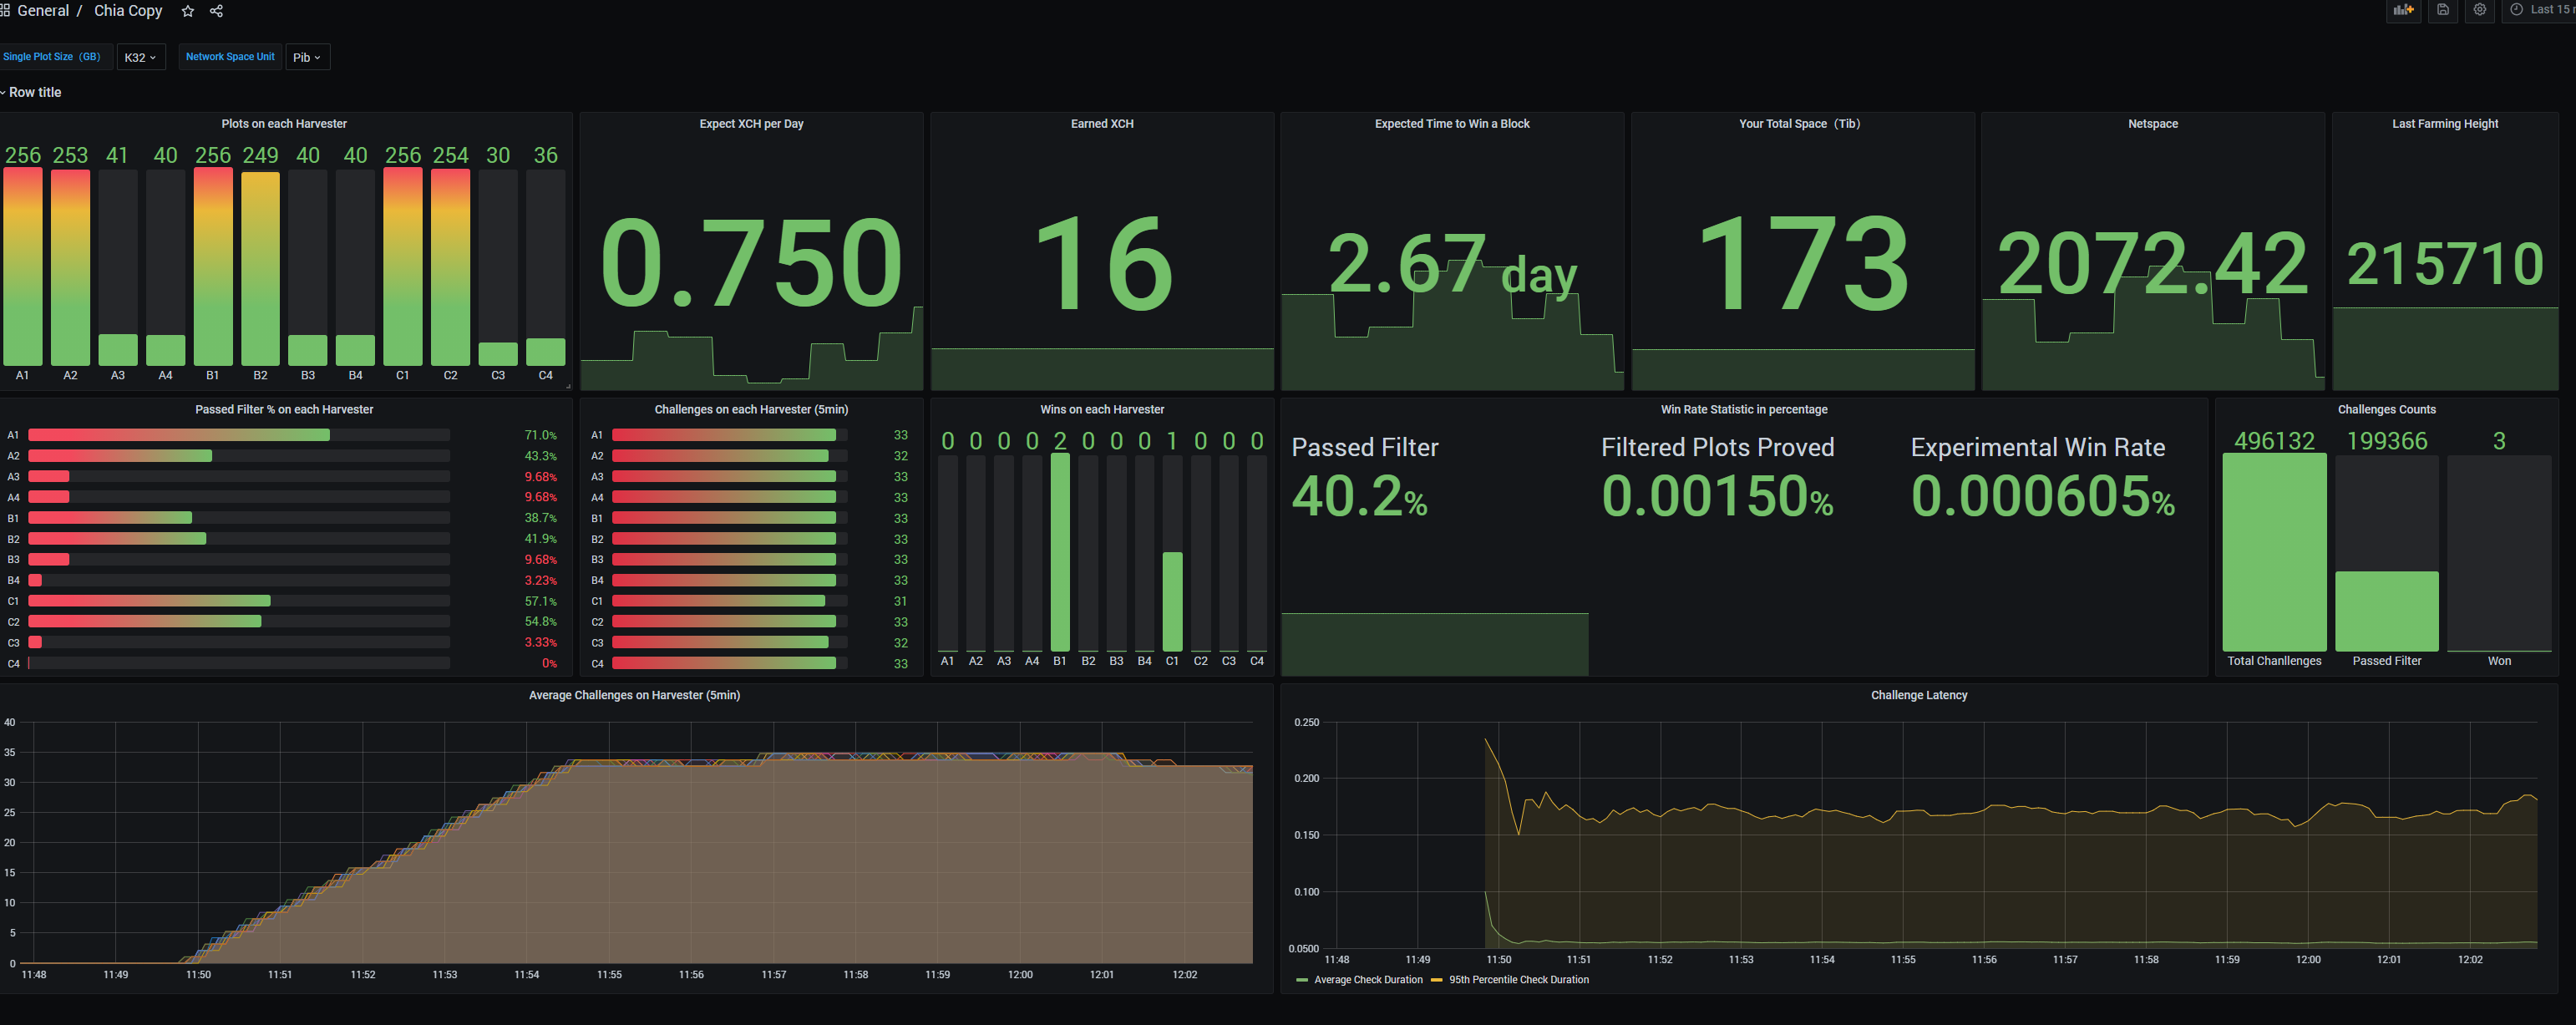 General / Chia Copy
Last 15 m
Single Plot Size（GB） K32 Network Space Unit Pib
Row title
Plots on each Harvester
256 253 41 40 256 249 40 40 256 254 30 36
A1 A2 A3 A4 B1 B2 B3 B4 C1 C2 C3 C4
Expect XCH per Day
0.750
Earned XCH
16
Expected Time to Win a Block
2.67 day
Your Total Space（Tib）
173
Netspace
2072.42
Last Farming Height
215710
Passed Filter % on each Harvester
A1 71.0%
A2 43.3%
A3 9.68%
A4 9.68%
B1 38.7%
B2 41.9%
B3 9.68%
B4 3.23%
C1 57.1%
C2 54.8%
C3 3.33%
C4 0%
Challenges on each Harvester (5min)
A1 33
A2 32
A3 33
A4 33
B1 33
B2 33
B3 33
B4 33
C1 31
C2 33
C3 32
C4 33
Wins on each Harvester
0 0 0 0 2 0 0 0 1 0 0 0
A1 A2 A3 A4 B1 B2 B3 B4 C1 C2 C3 C4
Win Rate Statistic in percentage
Passed Filter Filtered Plots Proved Experimental Win Rate
40.2% 0.00150% 0.000605%
Challenges Counts
496132 199366 3
Total Chanllenges Passed Filter Won
Average Challenges on Harvester (5min)
40
35
30
25
20
15
10
5
0
11:48 11:49 11:50 11:51 11:52 11:53 11:54 11:55 11:56 11:57 11:58 11:59 12:00 12:01 12:02
Challenge Latency
0.250
0.200
0.150
0.100
0.0500
11:48 11:49 11:50 11:51 11:52 11:53 11:54 11:55 11:56 11:57 11:58 11:59 12:00 12:01 12:02
Average Check Duration 95th Percentile Check Duration